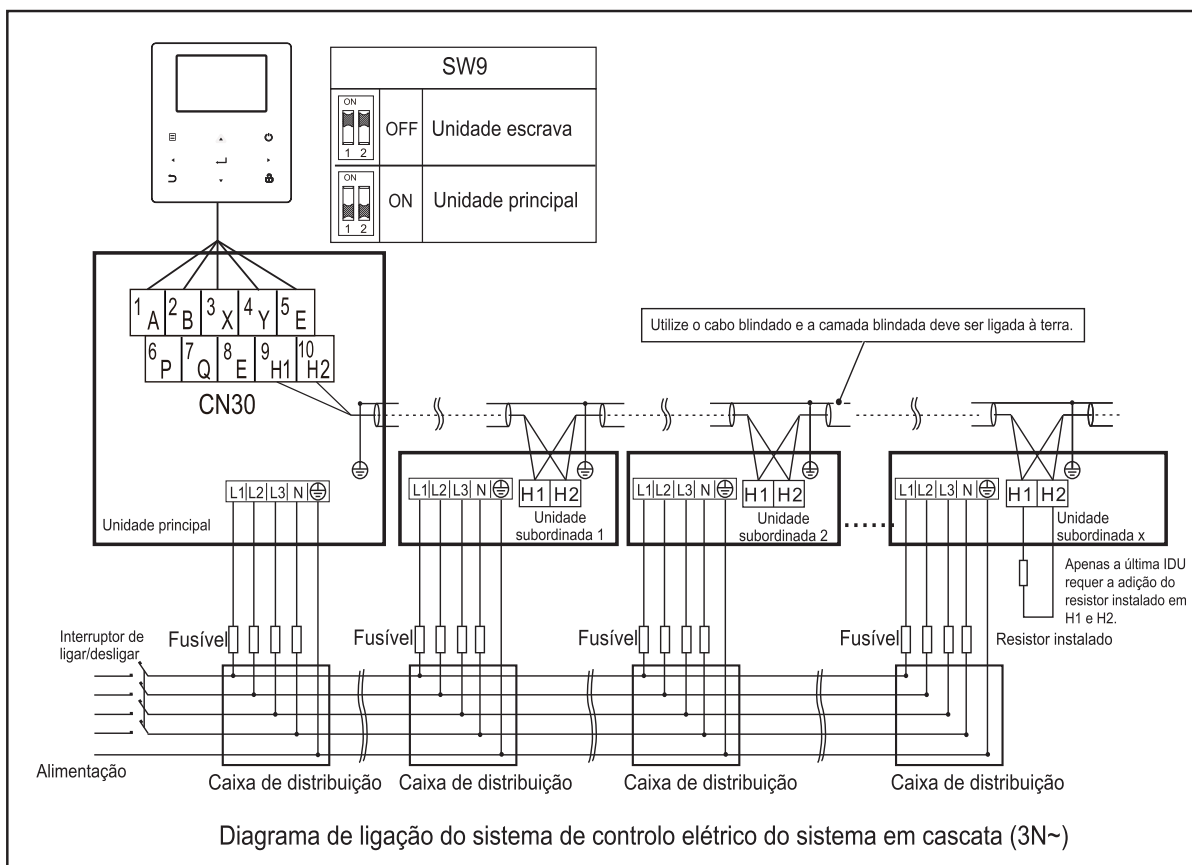 SW9
ON
1 2
OFF
Unidade escrava
ON
1 2
ON
Unidade principal
1 A
2 B
3 X
4 Y
5 E
6 P
7 Q
8 E
9 H1
10 H2
CN30
Utilize o cabo blindado e a camada blindada deve ser ligada à terra.
L1 L2 L3 N
Unidade principal
L1 L2 L3 N
H1 H2
Unidade
subordinada 1
L1 L2 L3 N
H1 H2
Unidade
subordinada 2
L1 L2 L3 N
H1 H2
Unidade
subordinada x
Apenas a última IDU
requer a adição do
resistor instalado em
H1 e H2.
Resistor instalado
Interruptor de
ligar/desligar
Fusível
Fusível
Fusível
Fusível
Alimentação
Caixa de distribuição
Caixa de distribuição
Caixa de distribuição
Caixa de distribuição
Diagrama de ligação do sistema de controlo elétrico do sistema em cascata (3N~)